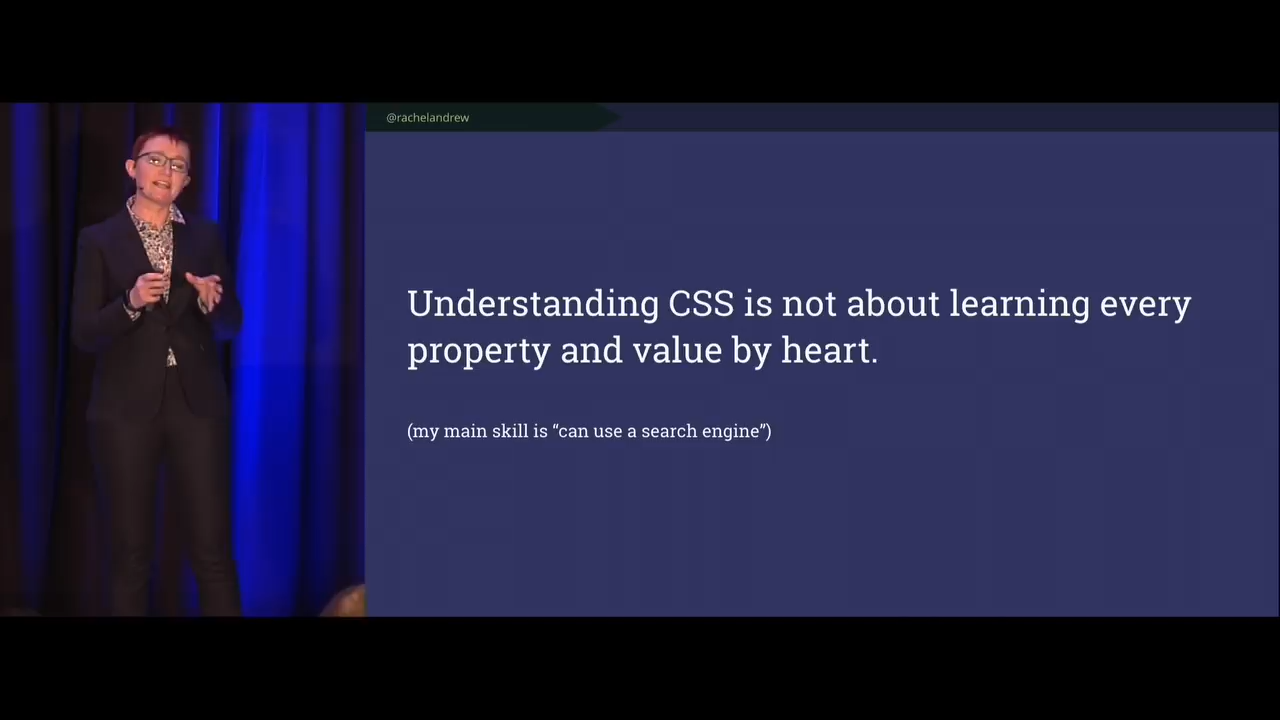 @rachelandrew
Understanding CSS is not about learning every
property and value by heart.
(my main skill is “can use a search engine”)